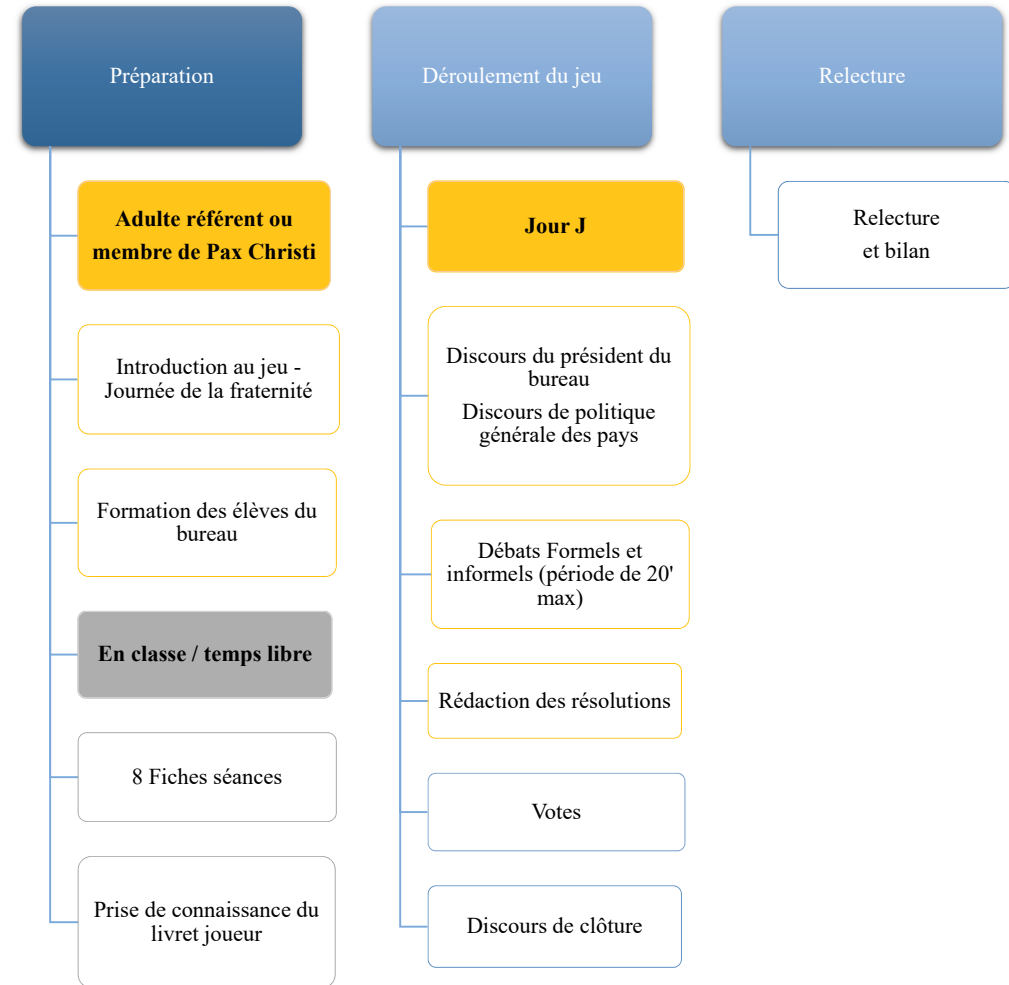 Préparation
Adulte référent ou
membre de Pax Christi
Introduction au jeu -
Journée de la fraternité
Formation des élèves du
bureau
En classe / temps libre
8 Fiches séances
Prise de connaissance du
livret joueur
Déroulement du jeu
Jour J
Discours du président du
bureau
Discours de politique
générale des pays
Débats Formels et
informels (période de 20'
max)
Rédaction des résolutions
Votes
Discours de clôture
Relecture
Relecture
et bilan